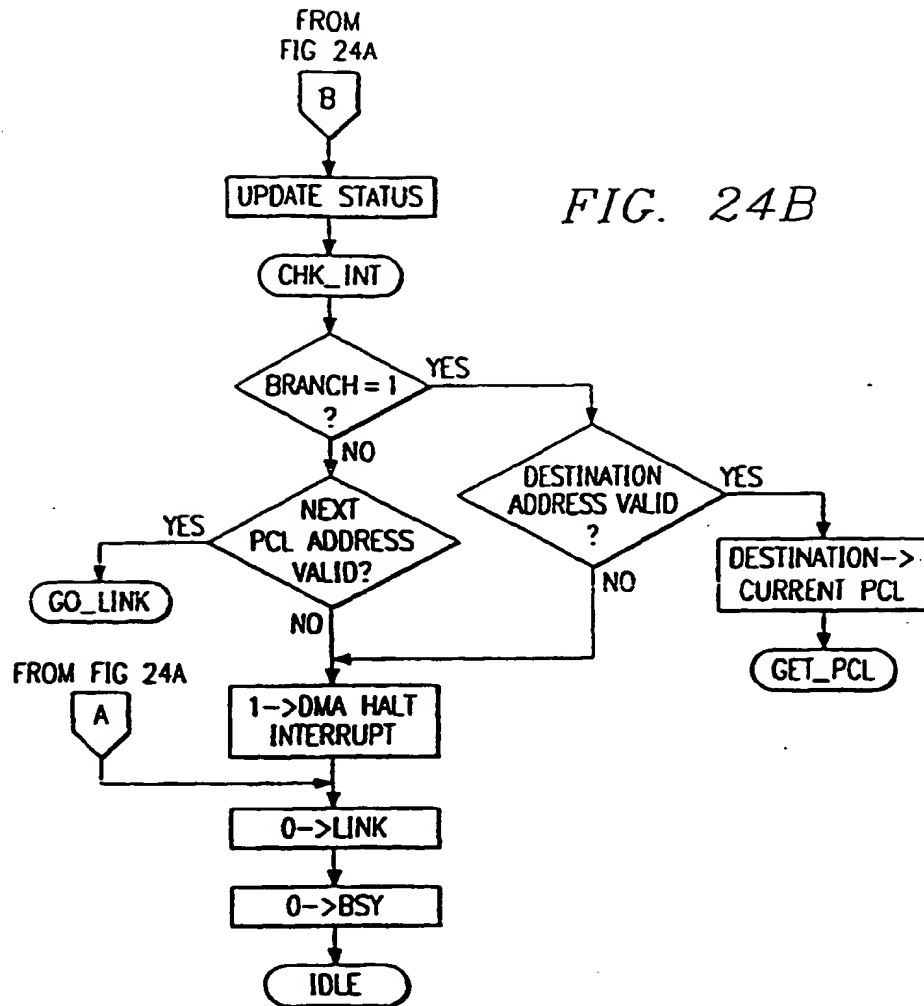 FROM
FIG 24A
B
UPDATE STATUS
FIG. 24B
CHK_INT
BRANCH = 1
?
YES
NO
DESTINATION
ADDRESS VALID
?
YES
NO
NEXT
PCL ADDRESS
VALID?
YES
NO
GO_LINK
DESTINATION->
CURRENT PCL
GET_PCL
FROM FIG 24A
A
1->DMA HALT
INTERRUPT
0->LINK
0->BSY
IDLE